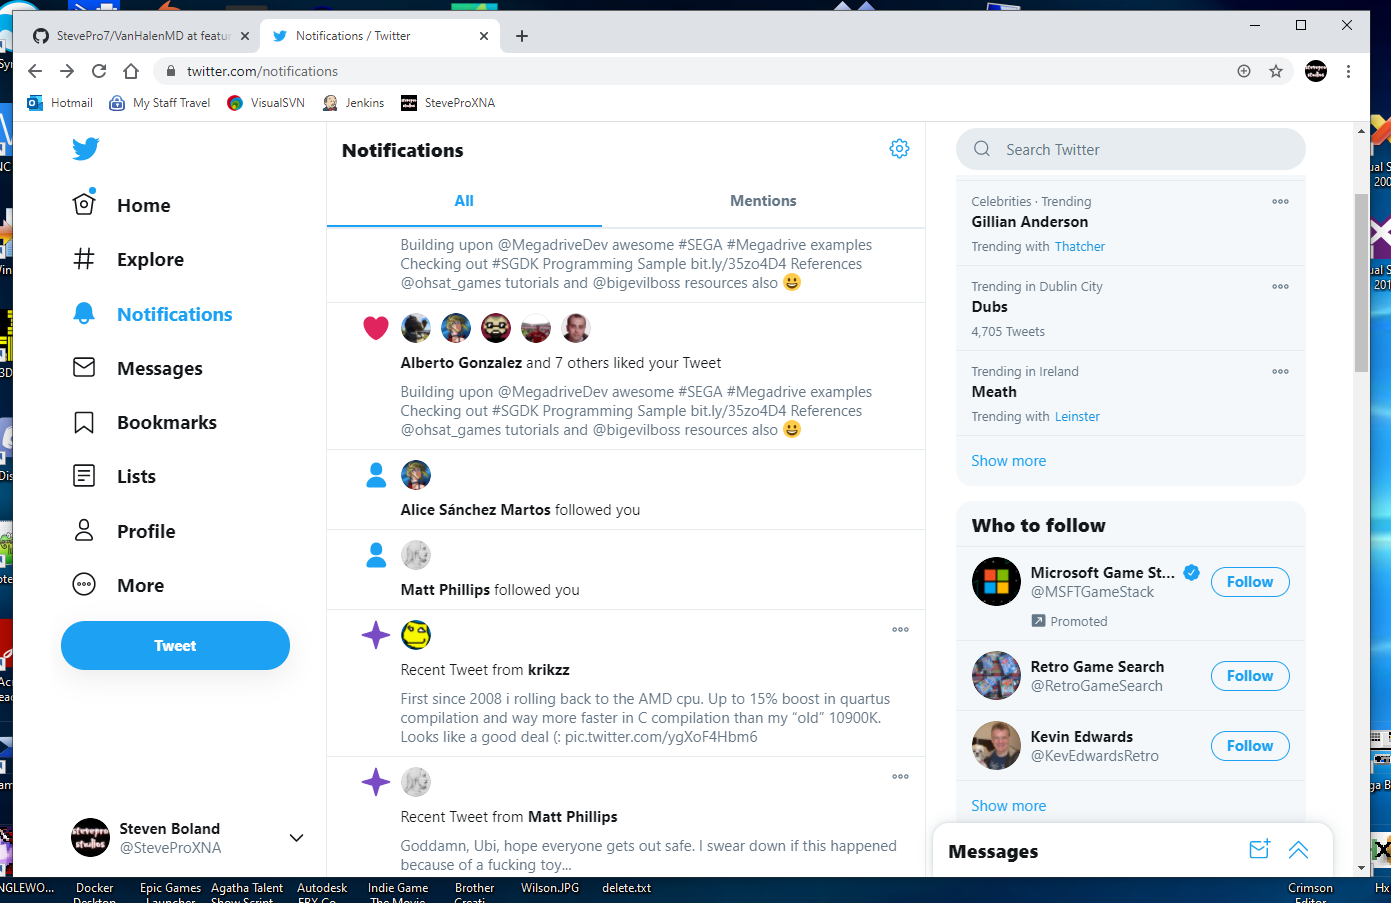 StevePro7/VanHalenMD at featu
Notifications / Twitter
twitter.com/notifications
Hotmail
My Staff Travel
VisualSVN
Jenkins
SteveProXNA
Home
Explore
Notifications
Messages
Bookmarks
Lists
Profile
More
Tweet
Steven Boland
@SteveProXNA
Notifications
All
Mentions
Building upon @MegadriveDev awesome #SEGA #Megadrive examples
Checking out #SGDK Programming Sample bit.ly/35zo4D4 References
@ohsat_games tutorials and @bigevilboss resources also 😀
Alberto Gonzalez and 7 others liked your Tweet
Building upon @MegadriveDev awesome #SEGA #Megadrive examples
Checking out #SGDK Programming Sample bit.ly/35zo4D4 References
@ohsat_games tutorials and @bigevilboss resources also 😀
Alice Sánchez Martos followed you
Matt Phillips followed you
Recent Tweet from krikzz
First since 2008 i rolling back to the AMD cpu. Up to 15% boost in quartus
compilation and way more faster in C compilation than my “old” 10900K.
Looks like a good deal (: pic.twitter.com/ygXoF4Hbm6
Recent Tweet from Matt Phillips
Goddamn, Ubi, hope everyone gets out safe. I swear down if this happened
because of a fucking toy...
Search Twitter
Celebrities · Trending
Gillian Anderson
Trending with Thatcher
Trending in Dublin City
Dubs
4,705 Tweets
Trending in Ireland
Meath
Trending with Leinster
Show more
Who to follow
Microsoft Game St...
@MSFTGameStack
Follow
Promoted
Retro Game Search
@RetroGameSearch
Follow
Kevin Edwards
@KevEdwardsRetro
Follow
Show more
Messages
NGLEWO...
Docker
Desktop
Epic Games
Launcher
Agatha Talent
Show Script
Autodesk
FBX Co
Indie Game
The Movie
Brother
Creati
Wilson.JPG
delete.txt
Crimson
Editor
Hx